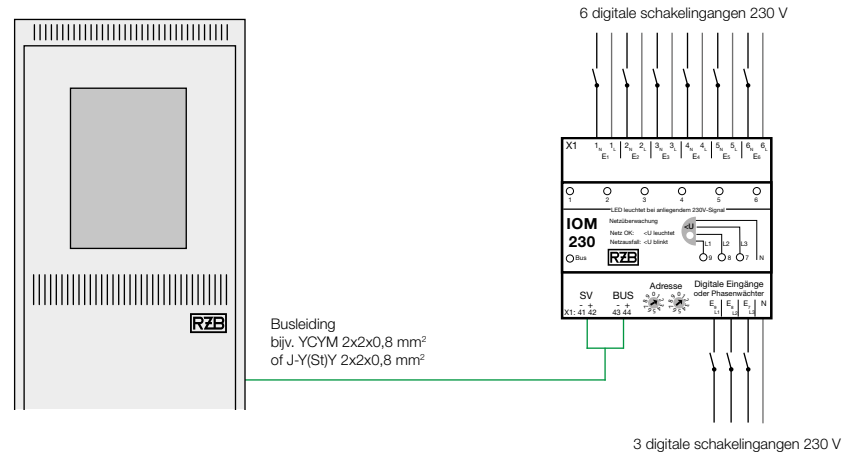 6 digitale schakelingangen 230 V
X1 1N 1L 2N 2L 3N 3L 4N 4L 5N 5L 6N 6L
E1 E2 E3 E4 E5 E6
1 2 3 4 5 6
LED leuchtet bei anliegendem 230V-Signal
IOM
230
Netzüberwachung
Netz OK: <U leuchtet
Netzausfall: <U blinkt
<U
L1 L2 L3
9 8 7 N
Bus
RZB
SV
- +
X1: 41 42
BUS
- +
43 44
Adresse
Digitale Eingänge
oder Phasenwächter
L1 L2 L3 N
RZB
Busleiding
bijv. YCYM 2x2x0,8 mm²
of J-Y(St)Y 2x2x0,8 mm²
3 digitale schakelingangen 230 V